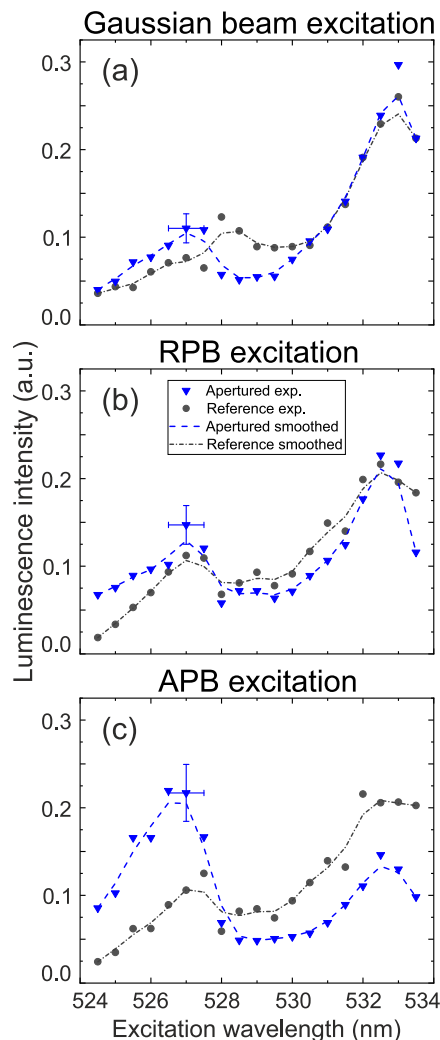 Gaussian beam excitation
(a)
0.3
0.2
0.1
0.0
RPB excitation
(b)
Apertured exp.
Reference exp.
Apertured smoothed
Reference smoothed
0.3
0.2
0.1
0.0
Luminescence intensity (a.u.)
APB excitation
(c)
0.3
0.2
0.1
0.0
524 526 528 530 532 534
Excitation wavelength (nm)